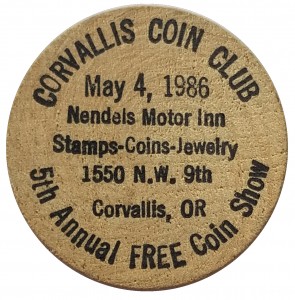 CORVALLIS COIN CLUB
May 4, 1986
Nendels Motor Inn
Stamps-Coins-Jewelry
1550 N.W. 9th
Corvallis, OR
5th Annual FREE Coin Show